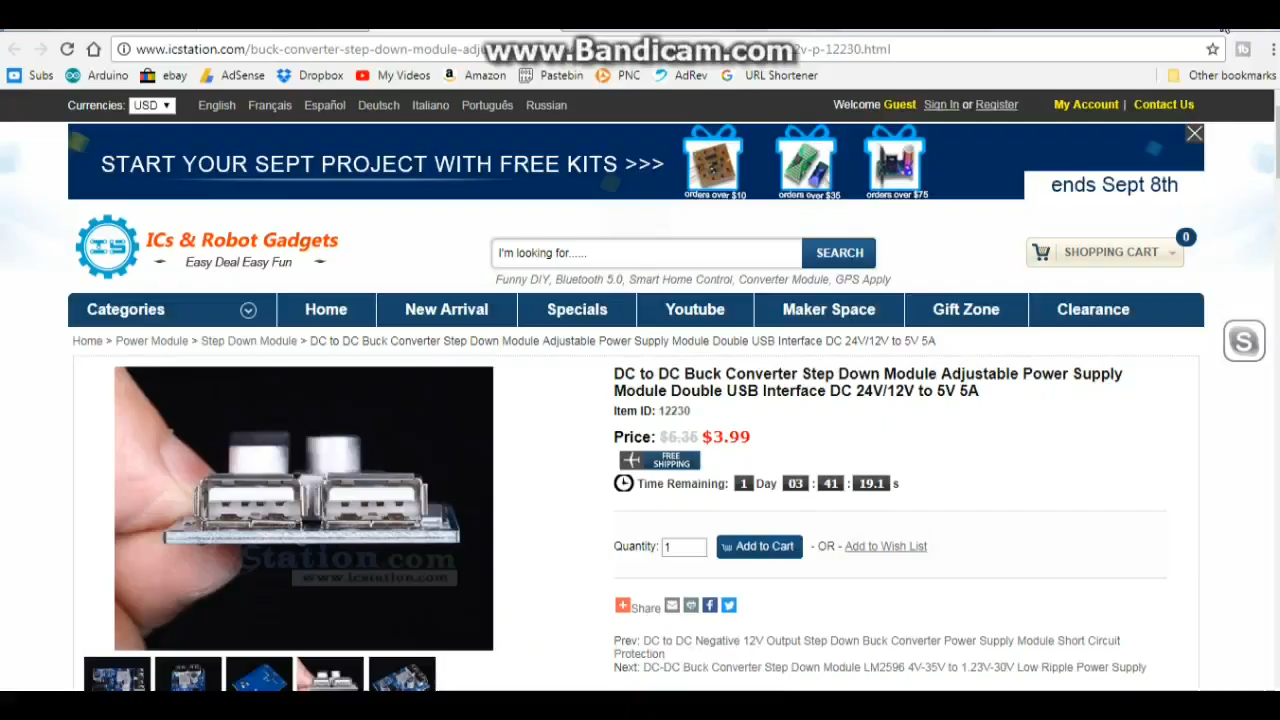 www.icstation.com/buck-converter-step-down-module-adj
www.Bandicam.com
v-p-12230.html
Subs Arduino ebay AdSense Dropbox My Videos Amazon Pastebin PNC AdRev URL Shortener Other bookmarks
Currencies: USD English Français Español Deutsch Italiano Português Russian Welcome Guest Sign In or Register My Account | Contact Us
START YOUR SEPT PROJECT WITH FREE KITS >>>
orders over $10 orders over $35 orders over $75
ends Sept 8th
IS
ICs & Robot Gadgets
Easy Deal Easy Fun
I'm looking for......
SEARCH
SHOPPING CART 0
Funny DIY, Bluetooth 5.0, Smart Home Control, Converter Module, GPS Apply
Categories Home New Arrival Specials Youtube Maker Space Gift Zone Clearance
Home > Power Module > Step Down Module > DC to DC Buck Converter Step Down Module Adjustable Power Supply Module Double USB Interface DC 24V/12V to 5V 5A
DC to DC Buck Converter Step Down Module Adjustable Power Supply
Module Double USB Interface DC 24V/12V to 5V 5A
Item ID: 12230
Price: $6.35 $3.99
FREE
SHIPPING
Time Remaining: 1 Day 03 : 41 : 19.1 s
Quantity: 1 Add to Cart - OR - Add to Wish List
Station.com
www.icstation.com
Share
Prev: DC to DC Negative 12V Output Step Down Buck Converter Power Supply Module Short Circuit
Protection
Next: DC-DC Buck Converter Step Down Module LM2596 4V-35V to 1.23V-30V Low Ripple Power Supply